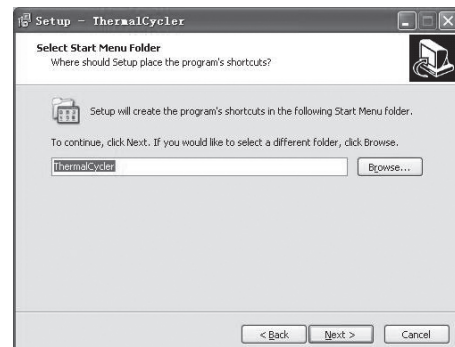 Setup - ThermalCycler
Select Start Menu Folder
Where should Setup place the program's shortcuts?
Setup will create the program's shortcuts in the following Start Menu folder.
To continue, click Next. If you would like to select a different folder, click Browse.
ThermalCycler
Browse...
< Back
Next >
Cancel